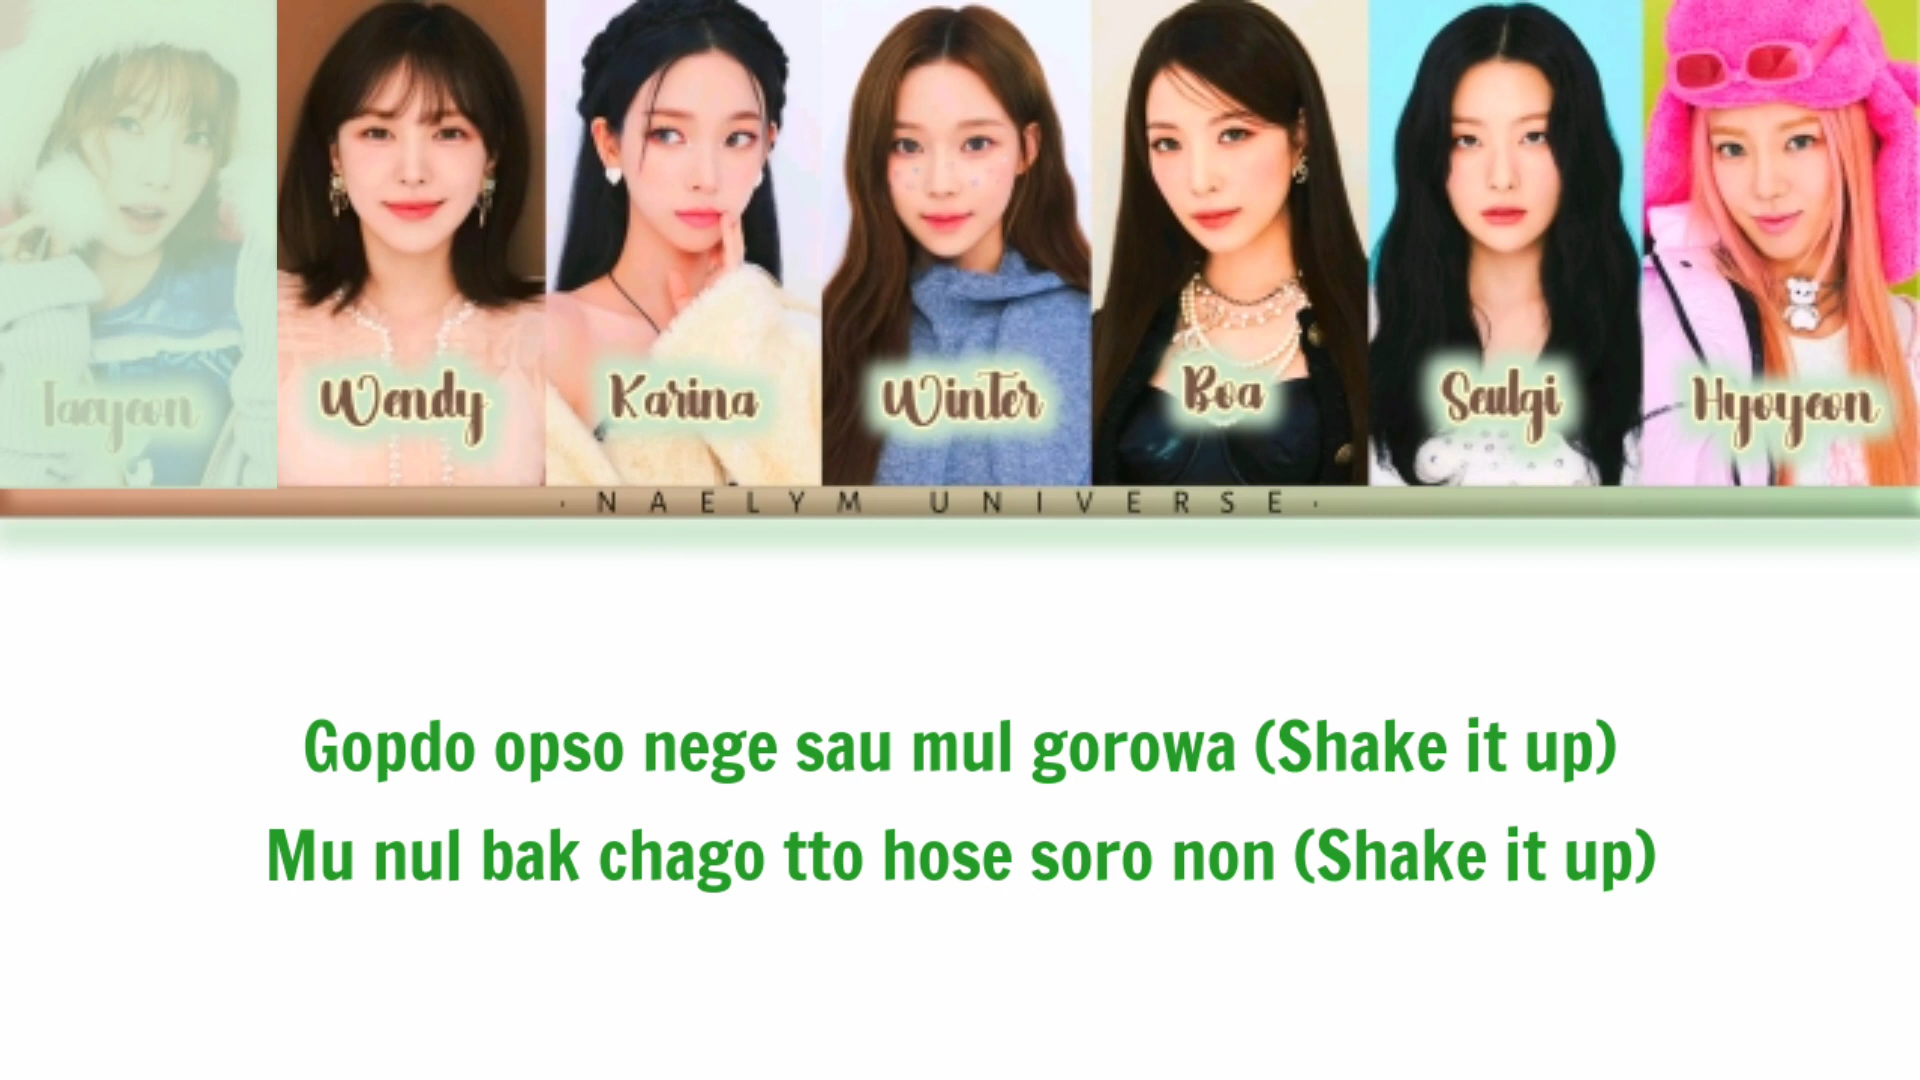 Taeyeon Wendy Karina Winter Boa Seulgi Hyoyeon
· NAELYM UNIVERSE ·
Gopdo opso nege sau mul gorowa (Shake it up)
Mu nul bak chago tto hose soro non (Shake it up)